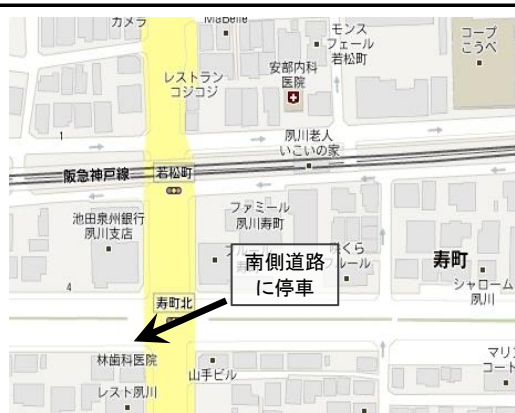 カメラ
MaBelle
モンス
フェール
若松町
コープ
こうべ
レストラン
コジコジ
安部内科
医院
1
夙川老人
いこいの家
阪急神戸線
若松町
ファミール
夙川寿町
池田泉州銀行
夙川支店
南側道路
に停車
くら
ルール
寿町
シャローム
夙川
4
寿町北
林歯科医院
山手ビル
マリン
コート
レスト夙川